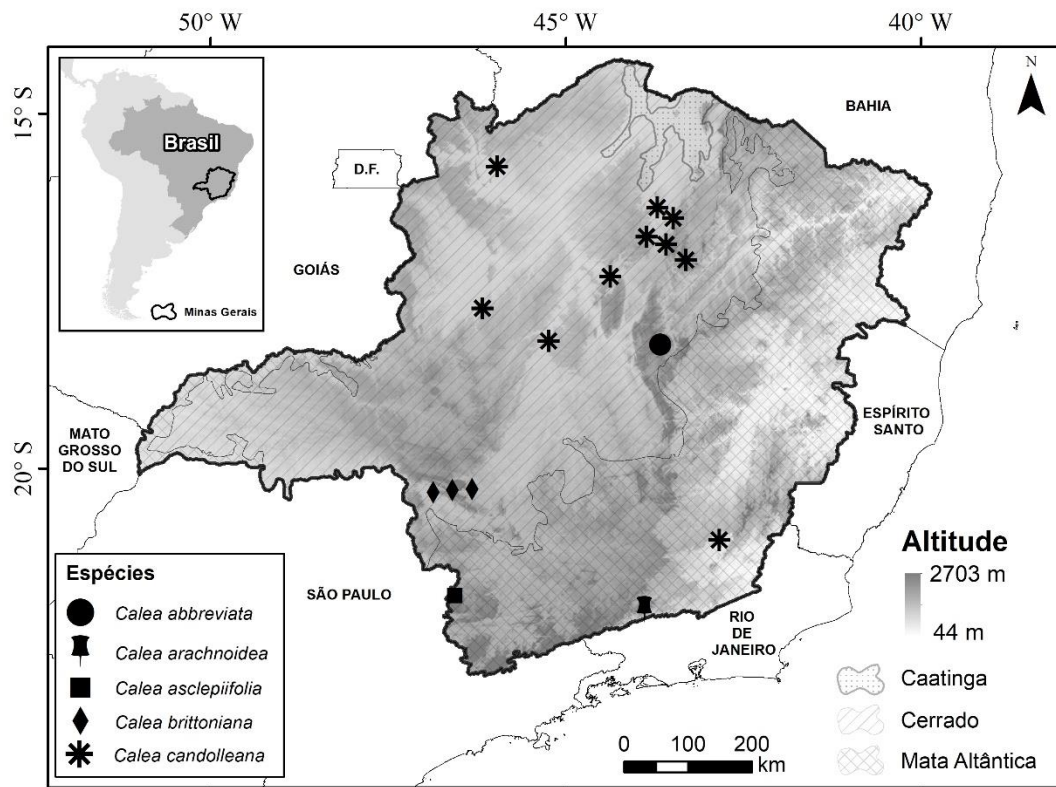 50° W
45° W
40° W
15° S
20° S
N
Brasil
Minas Gerais
D.F.
BAHIA
GOIÁS
MATO
GROSSO
DO SUL
ESPÍRITO
SANTO
SÃO PAULO
RIO
DE
JANEIRO
Espécies
Calea abbreviata
Calea arachnoidea
Calea asclepiifolia
Calea brittoniana
Calea candolleana
Altitude
2703 m
44 m
Caatinga
Cerrado
Mata Altântica
0 100 200
km